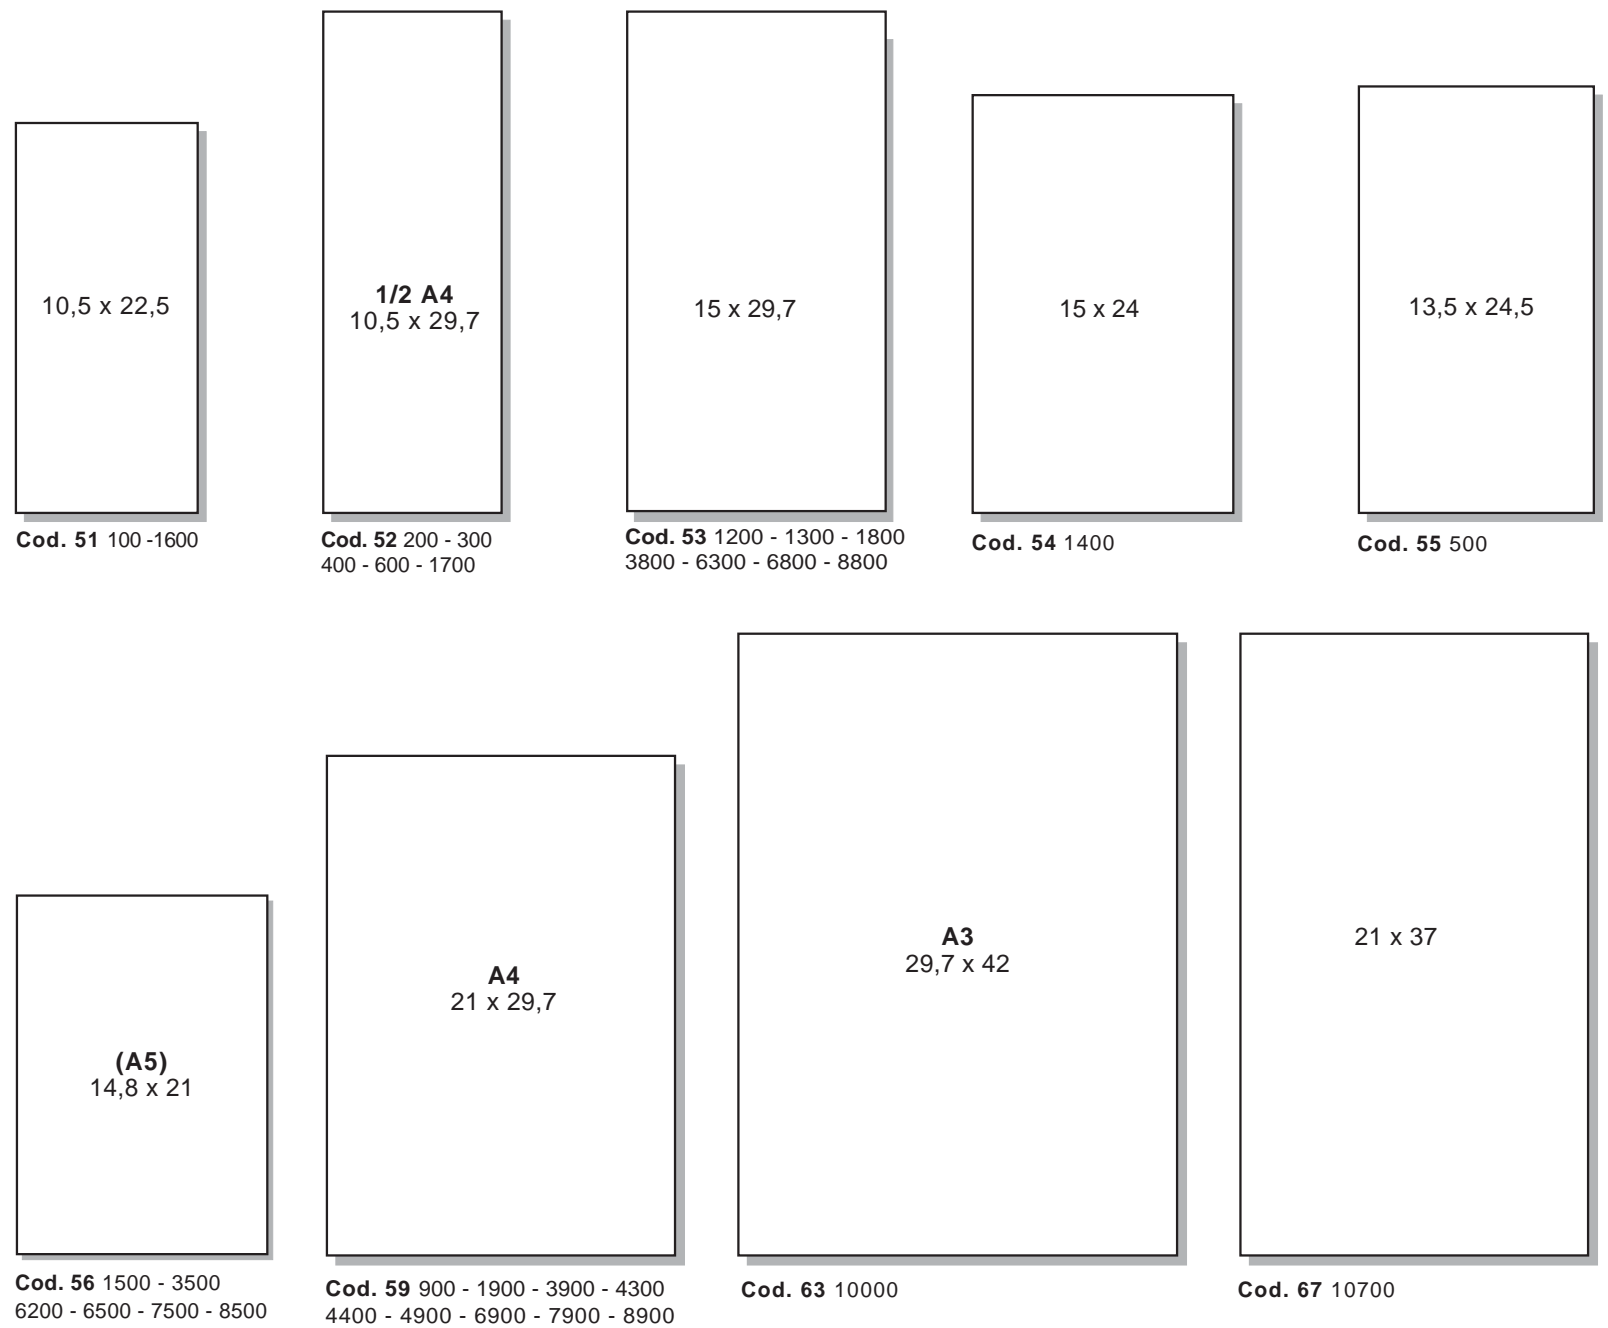 10,5 x 22,5
1/2 A4
10,5 x 29,7
15 x 29,7
15 x 24
13,5 x 24,5
Cod. 51 100 -1600
Cod. 52 200 - 300
400 - 600 - 1700
Cod. 53 1200 - 1300 - 1800
3800 - 6300 - 6800 - 8800
Cod. 54 1400
Cod. 55 500
(A5)
14,8 x 21
A4
21 x 29,7
A3
29,7 x 42
21 x 37
Cod. 56 1500 - 3500
6200 - 6500 - 7500 - 8500
Cod. 59 900 - 1900 - 3900 - 4300
4400 - 4900 - 6900 - 7900 - 8900
Cod. 63 10000
Cod. 67 10700